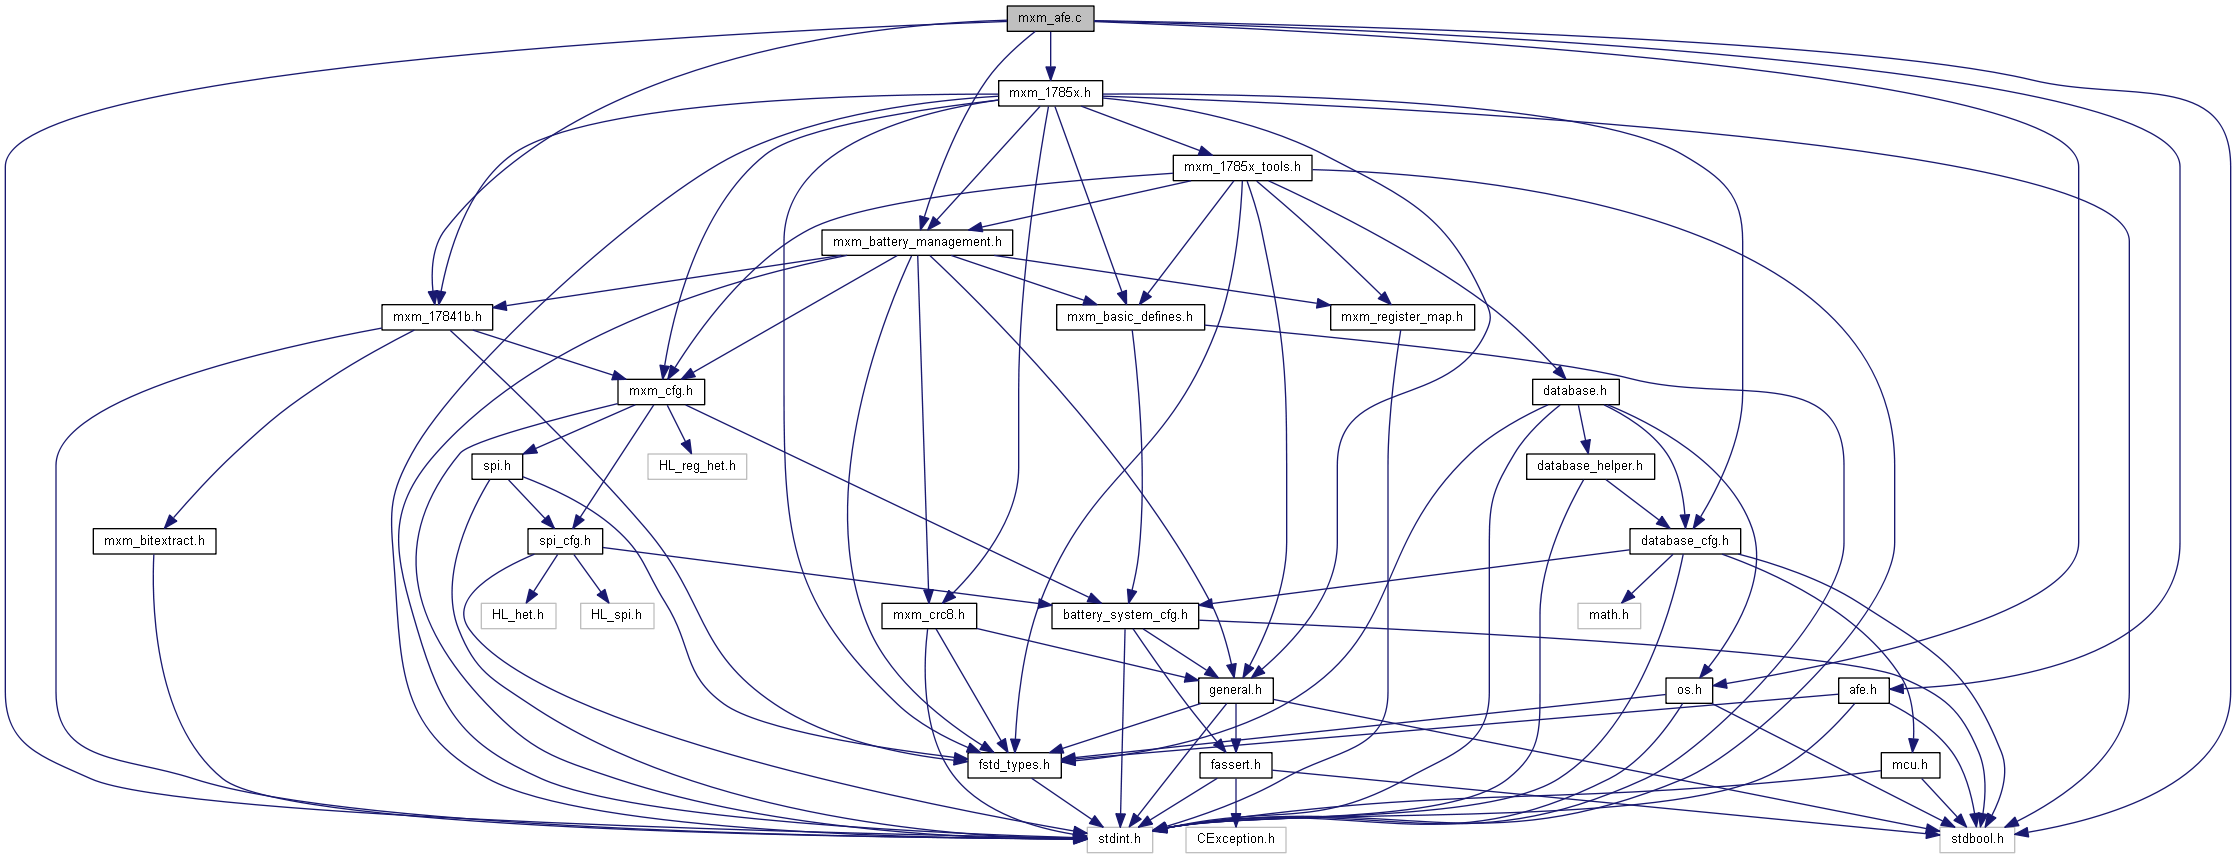 mxm_afe.c
mxm_1785x.h
mxm_1785x_tools.h
mxm_battery_management.h
mxm_17841b.h
mxm_basic_defines.h
mxm_register_map.h
mxm_cfg.h
database.h
spi.h
HL_reg_het.h
database_helper.h
mxm_bitextract.h
spi_cfg.h
database_cfg.h
HL_het.h
HL_spi.h
mxm_crc8.h
battery_system_cfg.h
math.h
general.h
os.h
afe.h
fstd_types.h
fassert.h
mcu.h
stdint.h
CException.h
stdbool.h